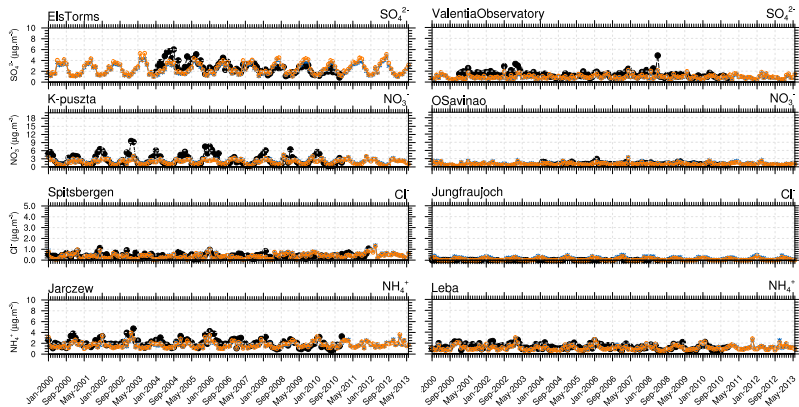 ElsTorms SO₄²⁻ ValentiaObservatory SO₄²⁻
10
8
6
4
2
0
SO₄²⁻ (µg.m⁻³)
K-puszta NO₃⁻ OSavinao NO₃⁻
18
15
12
9
6
3
0
NO₃⁻ (µg.m⁻³)
Spitsbergen Cl⁻ Jungfraujoch Cl⁻
5.0
4.0
3.0
2.0
1.0
0.0
Cl⁻ (µg.m⁻³)
Jarczew NH₄⁺ Leba NH₄⁺
10
8
6
4
2
0
NH₄⁺ (µg.m⁻³)
Jan-2000 Sep-2000 May-2001 Jan-2002 Sep-2002 May-2003 Jan-2004 Sep-2004 May-2005 Jan-2006 Sep-2006 May-2007 Jan-2008 Sep-2008 May-2009 Jan-2010 Sep-2010 May-2011 Jan-2012 Sep-2012 May-2013
2000 Sep-2000 May-2001 Jan-2002 Sep-2002 May-2003 Jan-2004 Sep-2004 May-2005 Jan-2006 Sep-2006 May-2007 Jan-2008 Sep-2008 May-2009 Jan-2010 Sep-2010 May-2011 Jan-2012 Sep-2012 May-2013